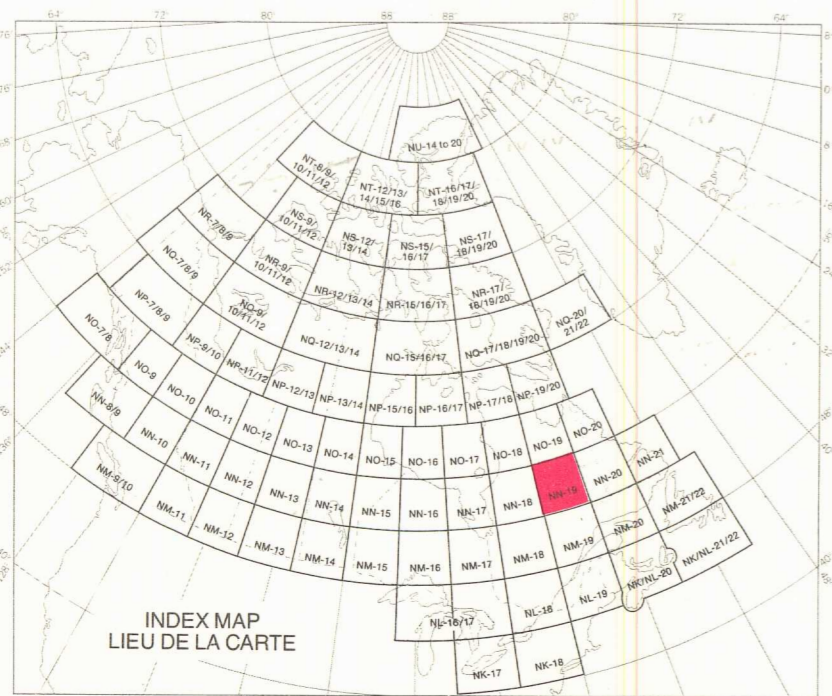 64°
72°
80°
88°
88°
80°
72°
64°
NU-14 to 20
NT-8/9/
10/11/12
NT-12/13/
14/15/16
NT-16/17/
18/19/20
NS-9/
10/11/12
NS-12/
13/14
NS-15/
16/17
NS-17/
18/19/20
NR-7/8/9
NR-9/
10/11/12
NR-12/13/14
NR-15/16/17
NR-17/
18/19/20
NQ-7/8/9
NQ-9/
10/11/12
NQ-12/13/14
NQ-15/16/17
NQ-17/18/19/20
NQ-20/
21/22
NP-7/8/9
NP-9/10
NP-11/12
NP-12/13
NP-13/14
NP-15/16
NP-16/17
NP-17/18
NP-19/20
NO-7/8
NO-9
NO-10
NO-11
NO-12
NO-13
NO-14
NO-15
NO-16
NO-17
NO-18
NO-19
NO-20
NN-8/9
NN-10
NN-11
NN-12
NN-13
NN-14
NN-15
NN-16
NN-17
NN-18
NN-19
NN-20
NN-21
NM-9/10
NM-11
NM-12
NM-13
NM-14
NM-15
NM-16
NM-17
NM-18
NM-19
NM-20
NM-21/22
NL-16/17
NL-18
NL-19
NK/NL-20
NK/NL-21/22
NK-17
NK-18
INDEX MAP
LIEU DE LA CARTE